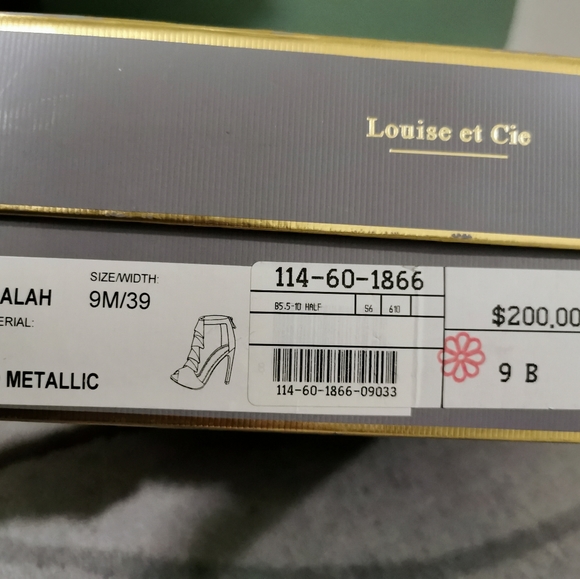 Louise et Cie
SIZE/WIDTH:
ALAH 9M/39
ERIAL:
METALLIC
114-60-1866
B5.5-10 HALF S6 610
114-60-1866-09033
$200.00
9 B